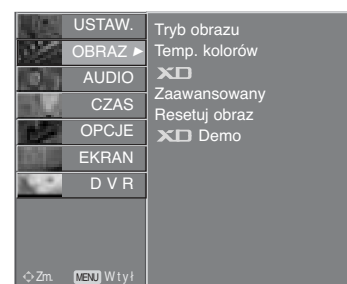 USTAW.
OBRAZ ►
AUDIO
CZAS
OPCJE
EKRAN
D V R
Tryb obrazu
Temp. kolorów
XD
Zaawansowany
Resetuj obraz
XD Demo
Zm. MENU Wtył